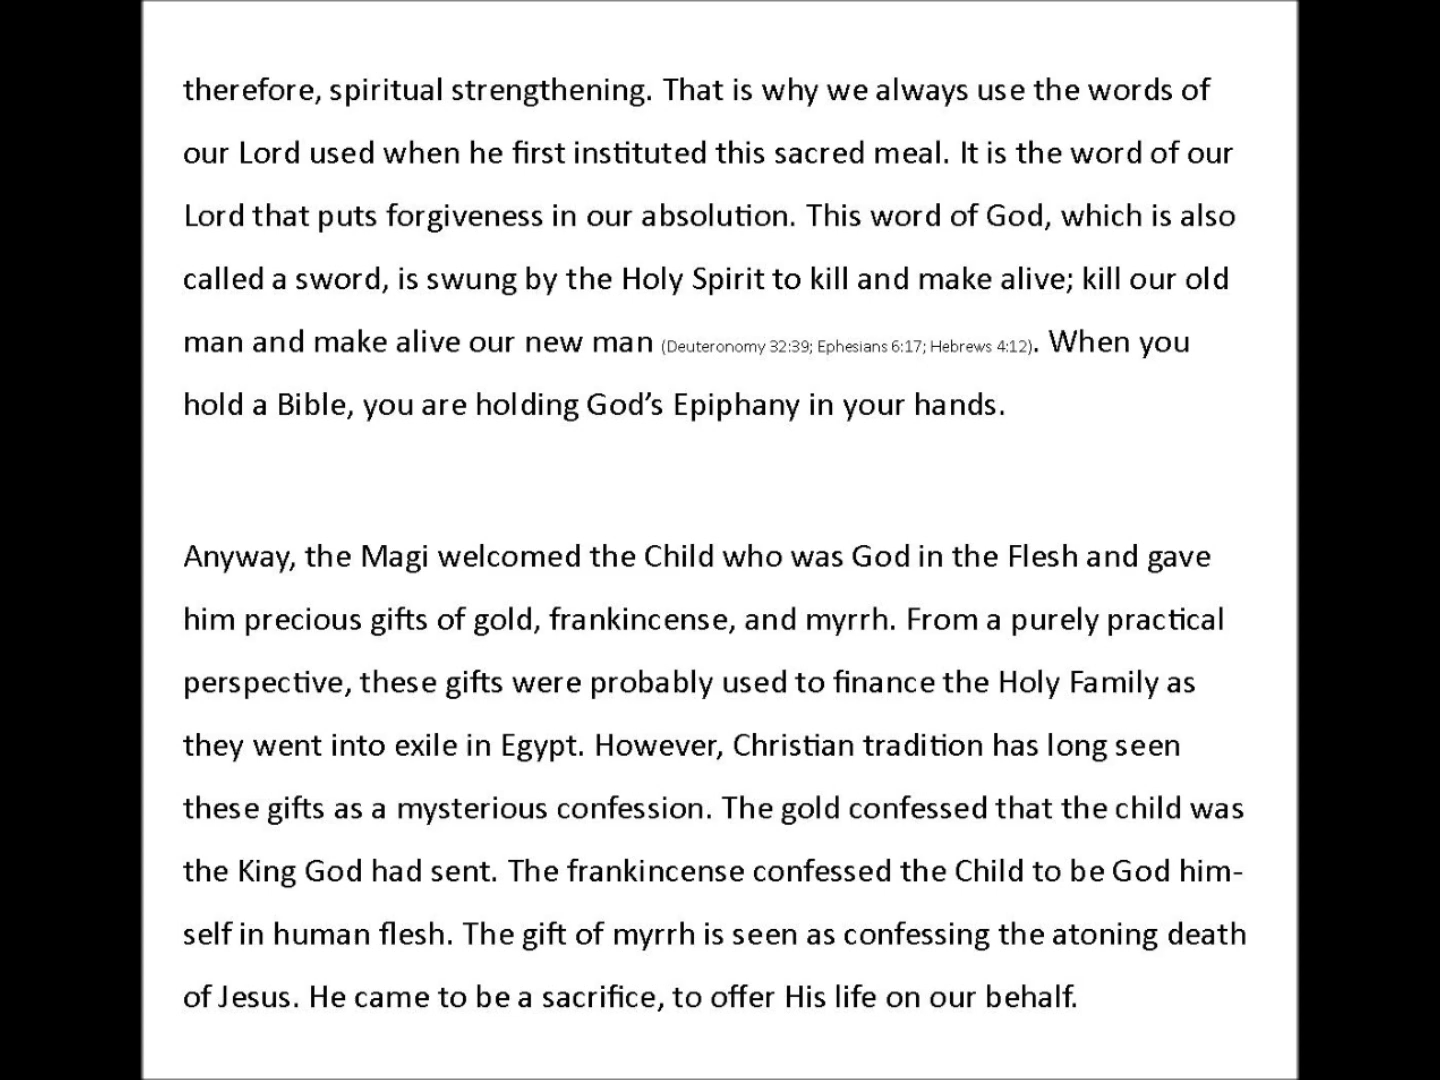 therefore, spiritual strengthening. That is why we always use the words of
our Lord used when he first instituted this sacred meal. It is the word of our
Lord that puts forgiveness in our absolution. This word of God, which is also
called a sword, is swung by the Holy Spirit to kill and make alive; kill our old
man and make alive our new man (Deuteronomy 32:39; Ephesians 6:17; Hebrews 4:12). When you
hold a Bible, you are holding God’s Epiphany in your hands.
Anyway, the Magi welcomed the Child who was God in the Flesh and gave
him precious gifts of gold, frankincense, and myrrh. From a purely practical
perspective, these gifts were probably used to finance the Holy Family as
they went into exile in Egypt. However, Christian tradition has long seen
these gifts as a mysterious confession. The gold confessed that the child was
the King God had sent. The frankincense confessed the Child to be God him-
self in human flesh. The gift of myrrh is seen as confessing the atoning death
of Jesus. He came to be a sacrifice, to offer His life on our behalf.